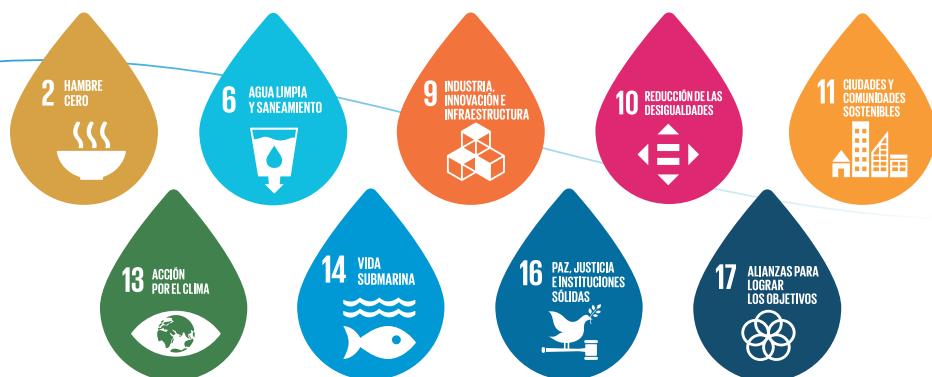 2 HAMBRE
CERO
6 AGUA LIMPIA
Y SANEAMIENTO
9 INDUSTRIA,
INNOVACIÓN E
INFRAESTRUCTURA
10 REDUCCIÓN DE LAS
DESIGUALDADES
11 CIUDADES Y
COMUNIDADES
SOSTENIBLES
13 ACCIÓN
POR EL CLIMA
14 VIDA
SUBMARINA
16 PAZ, JUSTICIA
E INSTITUCIONES
SÓLIDAS
17 ALIANZAS PARA
LOGRAR
LOS OBJETIVOS